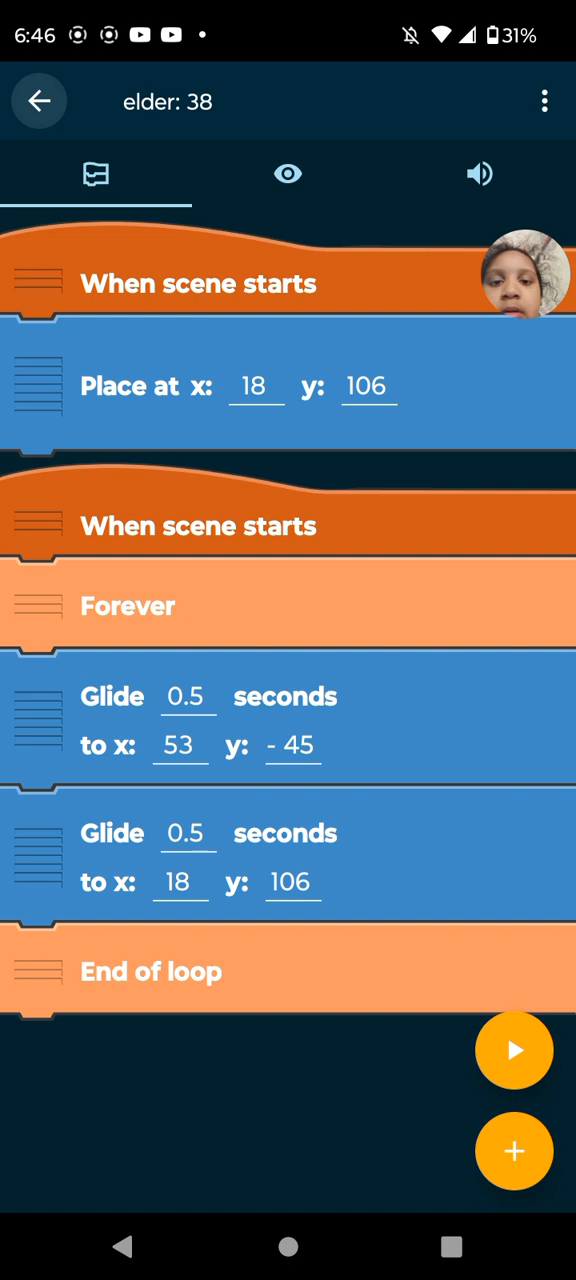 6:46
31%
elder: 38
When scene starts
Place at x: 18 y: 106
When scene starts
Forever
Glide 0.5 seconds
to x: 53 y: - 45
Glide 0.5 seconds
to x: 18 y: 106
End of loop